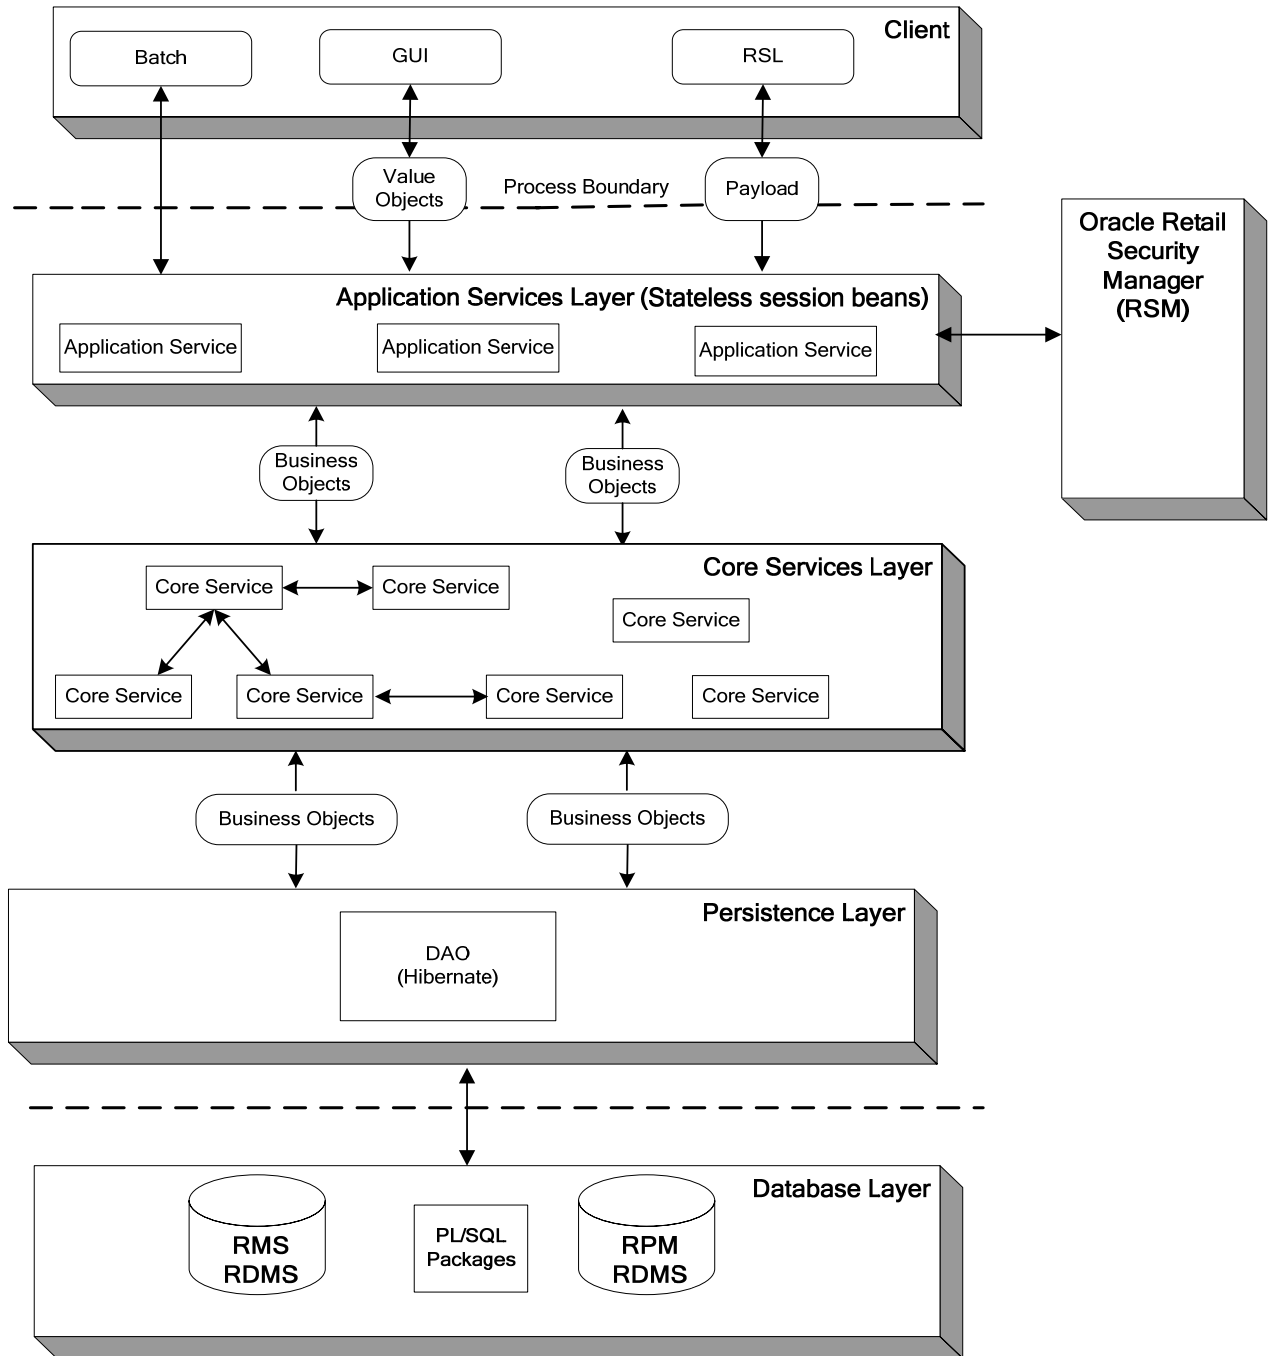 Client
Batch
GUI
RSL
Value
Objects
Process Boundary
Payload
Oracle Retail
Security
Manager
(RSM)
Application Services Layer (Stateless session beans)
Application Service
Application Service
Application Service
Business
Objects
Business
Objects
Core Services Layer
Core Service
Core Service
Core Service
Core Service
Core Service
Core Service
Core Service
Business Objects
Business Objects
Persistence Layer
DAO
(Hibernate)
Database Layer
RMS
RDMS
PL/SQL
Packages
RPM
RDMS